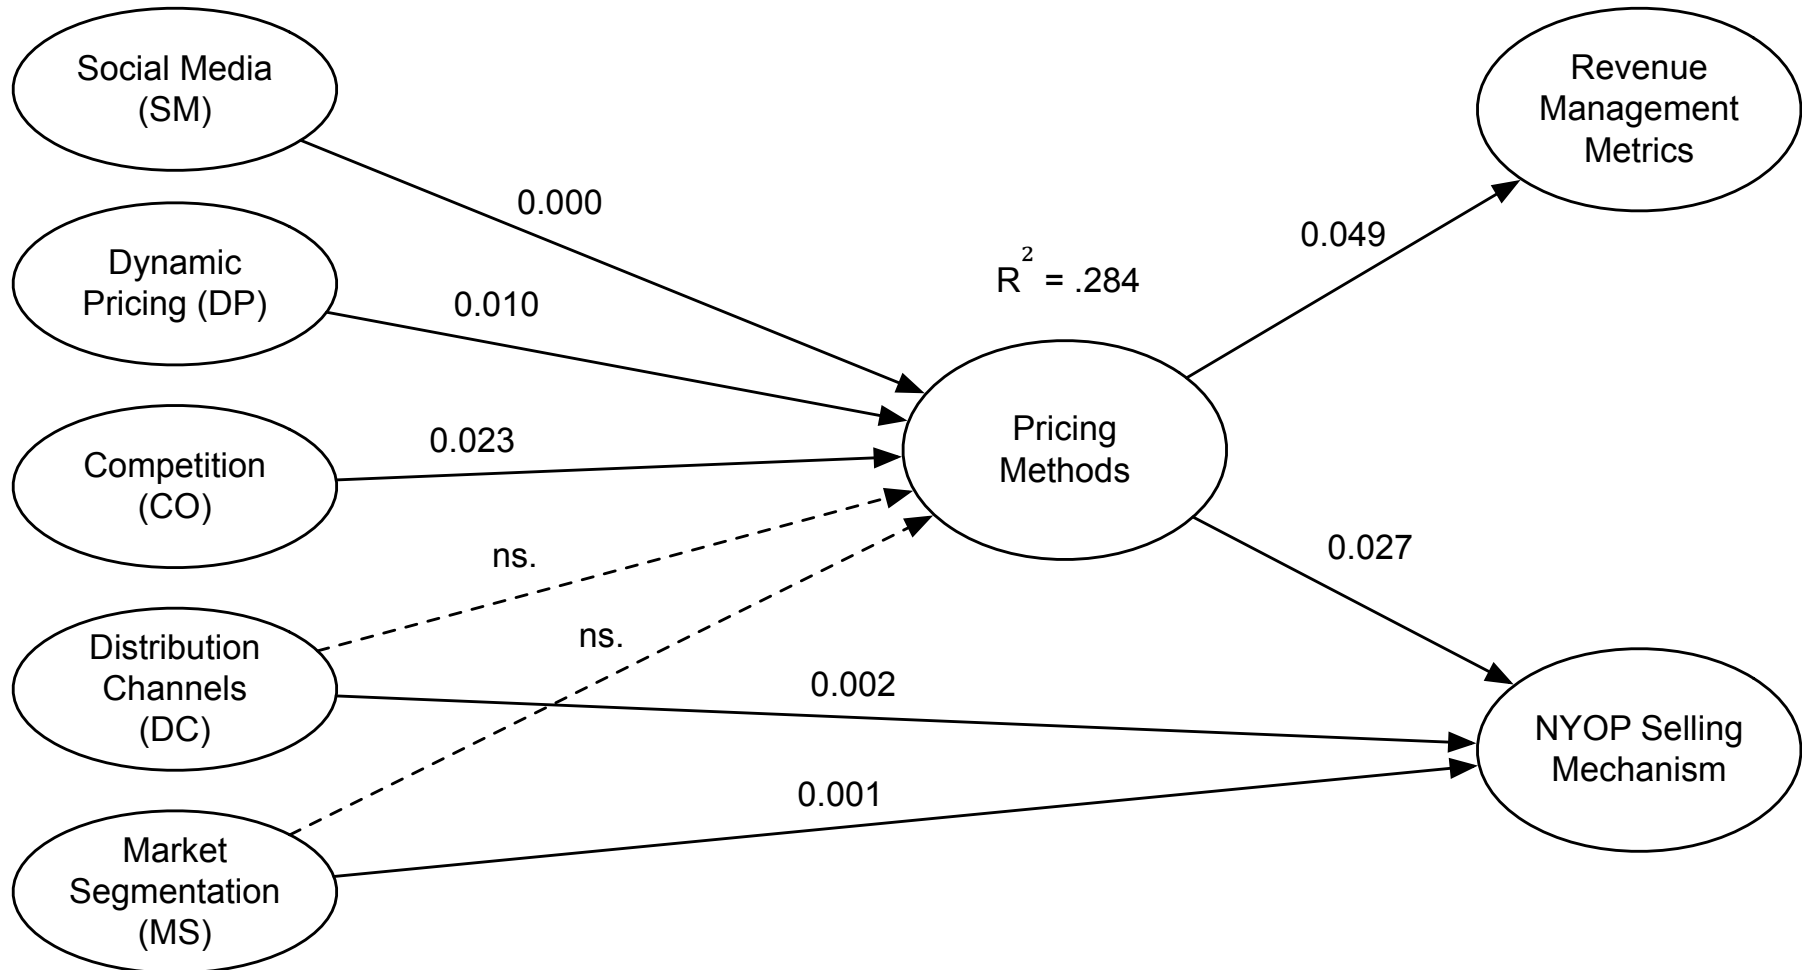 Social Media
(SM)
Revenue
Management
Metrics
0.000
Dynamic
Pricing (DP)
0.010
0.049
R² = .284
Competition
(CO)
0.023
Pricing
Methods
ns.
0.027
Distribution
Channels
(DC)
ns.
0.002
NYOP Selling
Mechanism
0.001
Market
Segmentation
(MS)